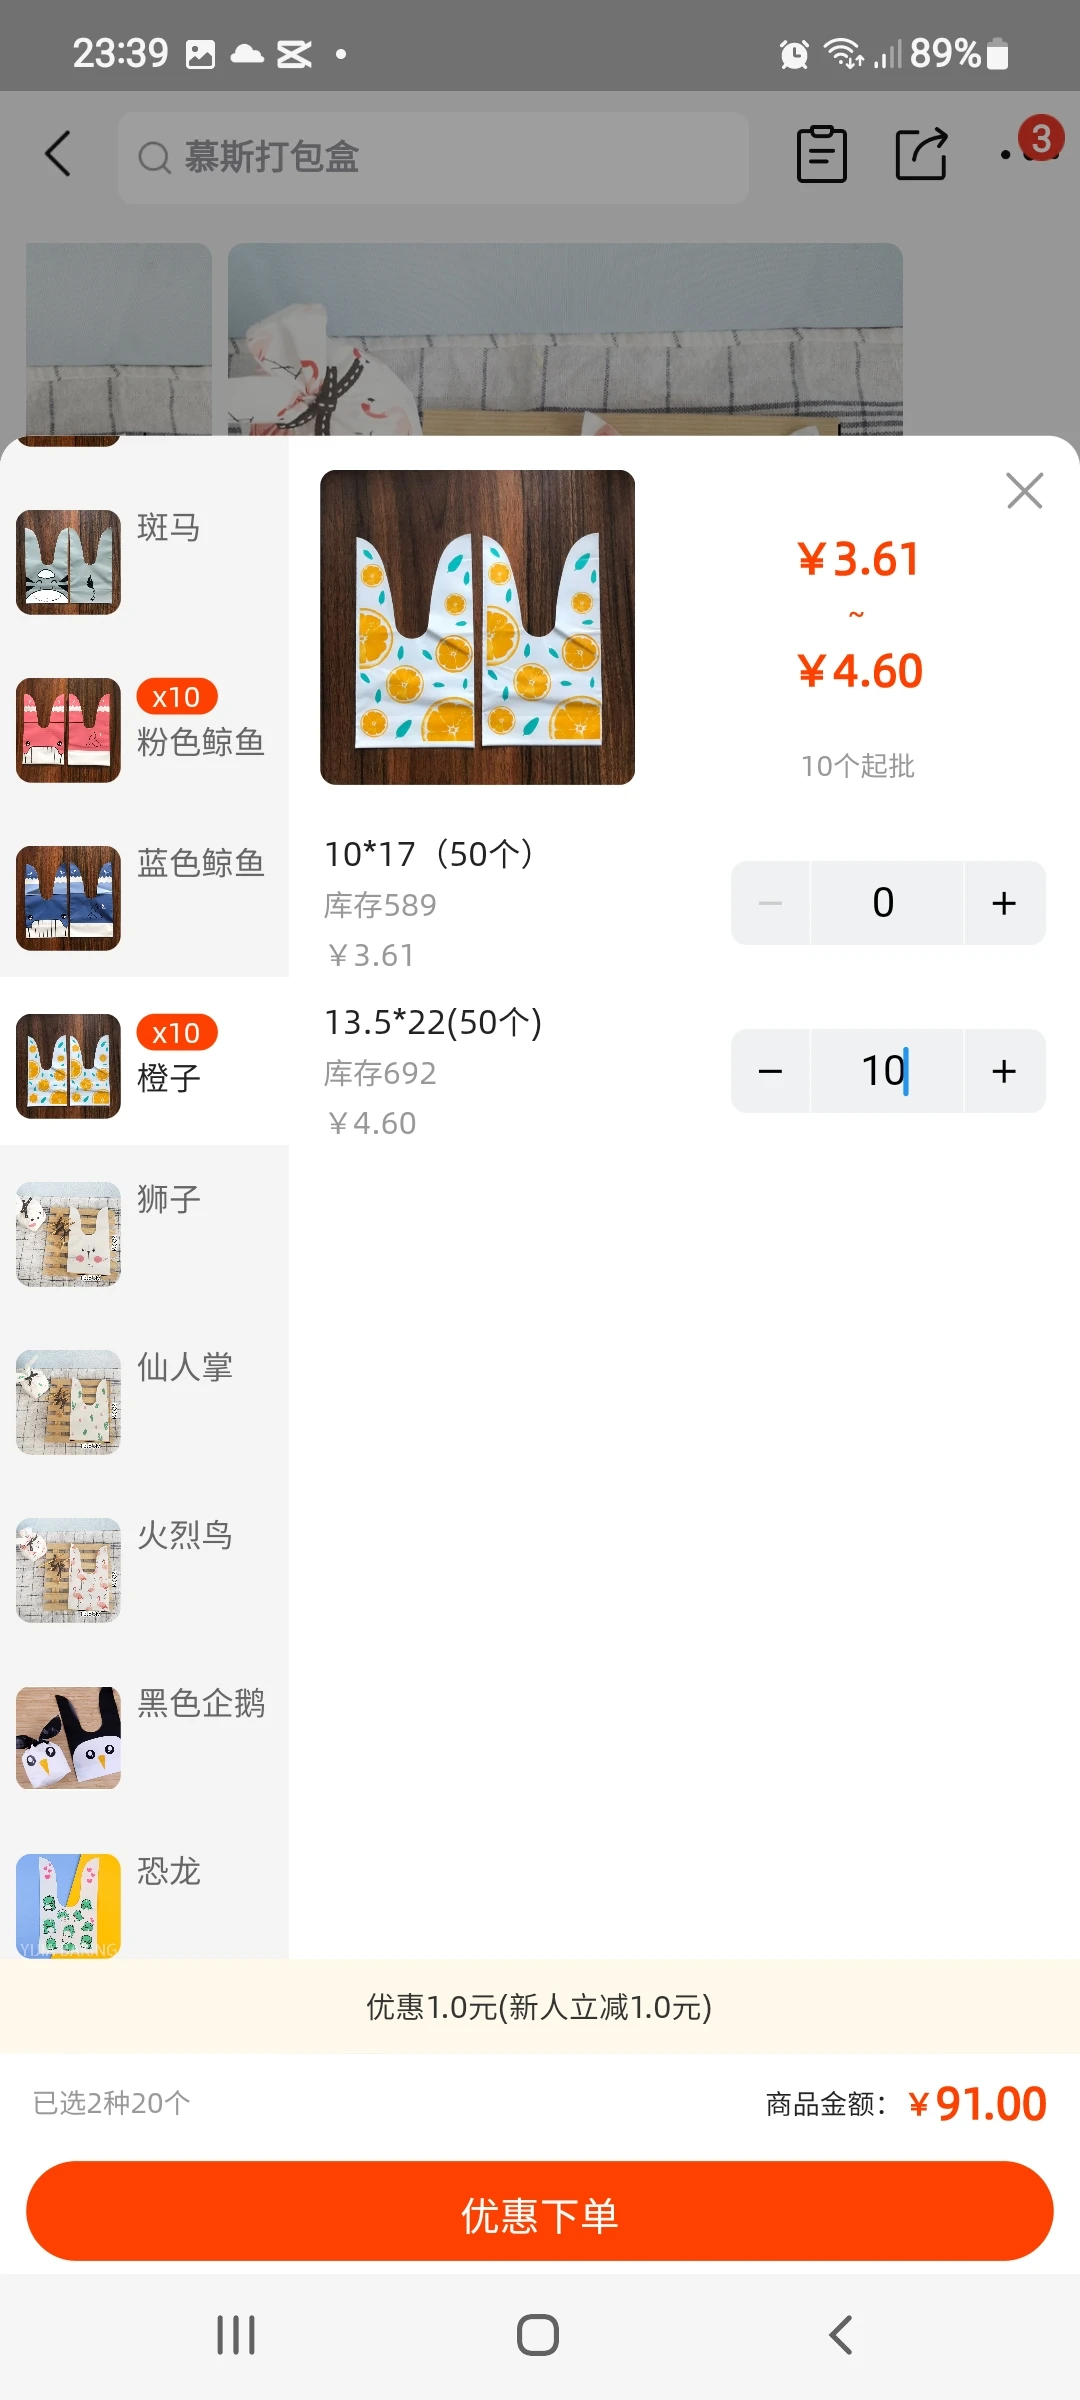 23:39
89%
慕斯打包盒
3
斑马
x10
粉色鲸鱼
蓝色鲸鱼
x10
橙子
狮子
仙人掌
火烈鸟
黑色企鹅
恐龙
¥3.61
~
¥4.60
10个起批
10*17（50个）
库存589
¥3.61
0
13.5*22(50个)
库存692
¥4.60
10
优惠1.0元(新人立减1.0元)
已选2种20个
商品金额：¥91.00
优惠下单